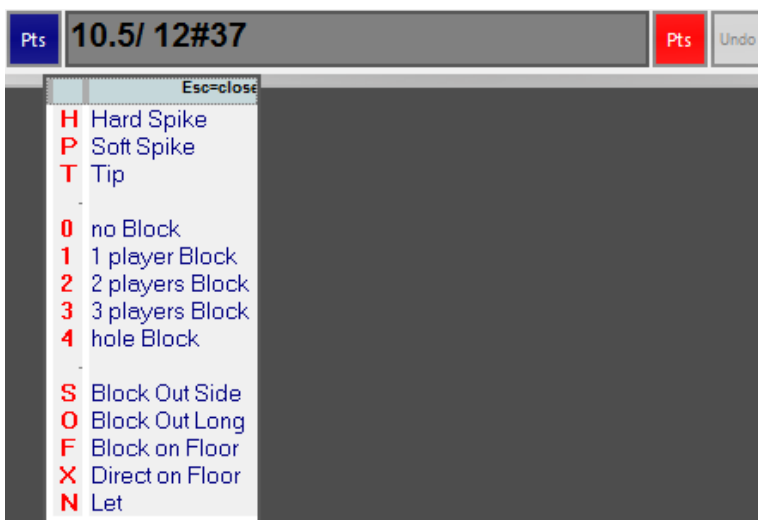 Pts 10.5/ 12#37 Pts Undo
Esc=close
H Hard Spike
P Soft Spike
T Tip
-
0 no Block
1 1 player Block
2 2 players Block
3 3 players Block
4 hole Block
-
S Block Out Side
O Block Out Long
F Block on Floor
X Direct on Floor
N Let